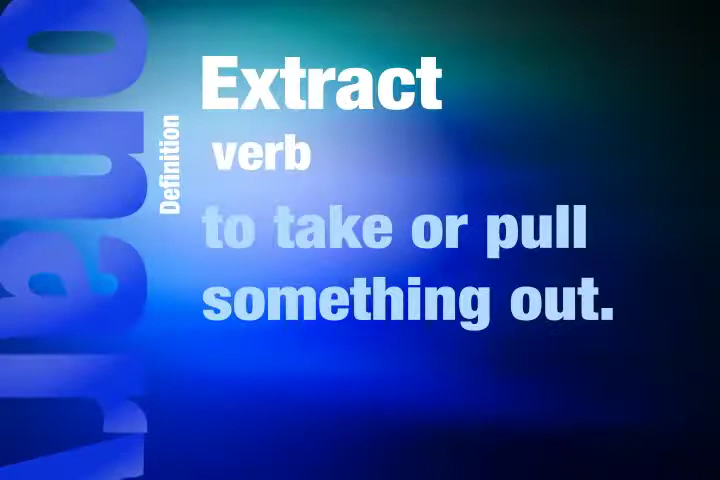 Extract
Definition
verb
to take or pull
something out.